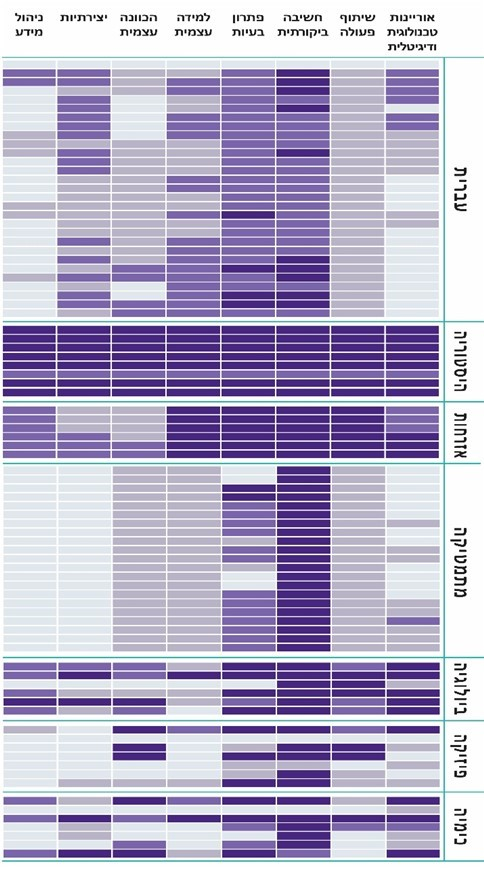 אוריינות
טכנולוגית
ודיגיטלית
שיתוף
פעולה
חשיבה
ביקורתית
פתרון
בעיות
למידה
עצמית
הכוונה
עצמית
יצירתיות
ניהול
מידע
עברית
היסטוריה
אזרחות
מתמטיקה
ביולוגיה
פיזיקה
כימיה